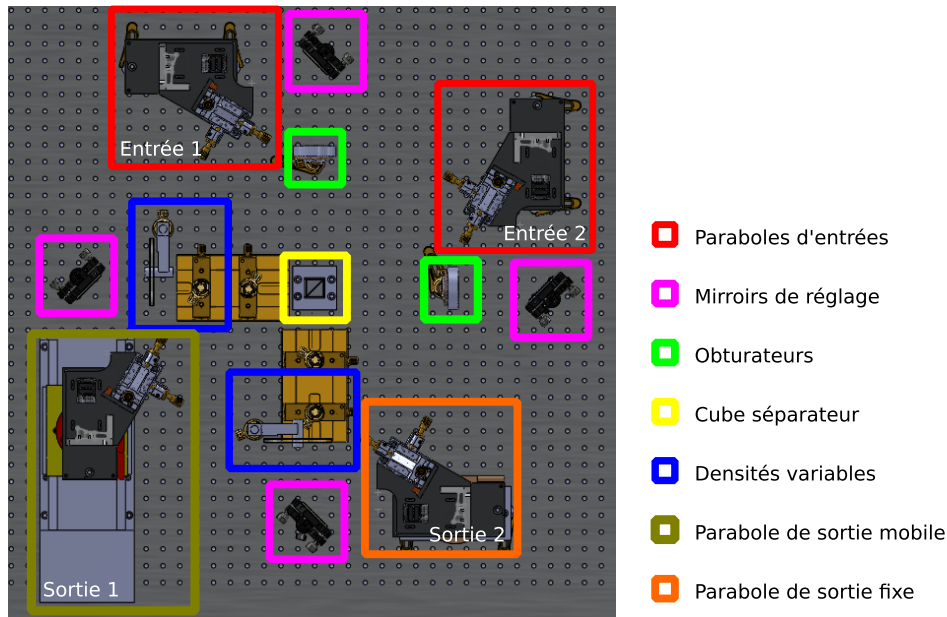 Entrée 1
Entrée 2
Sortie 1
Sortie 2
Paraboles d'entrées
Mirroirs de réglage
Obturateurs
Cube séparateur
Densités variables
Parabole de sortie mobile
Parabole de sortie fixe